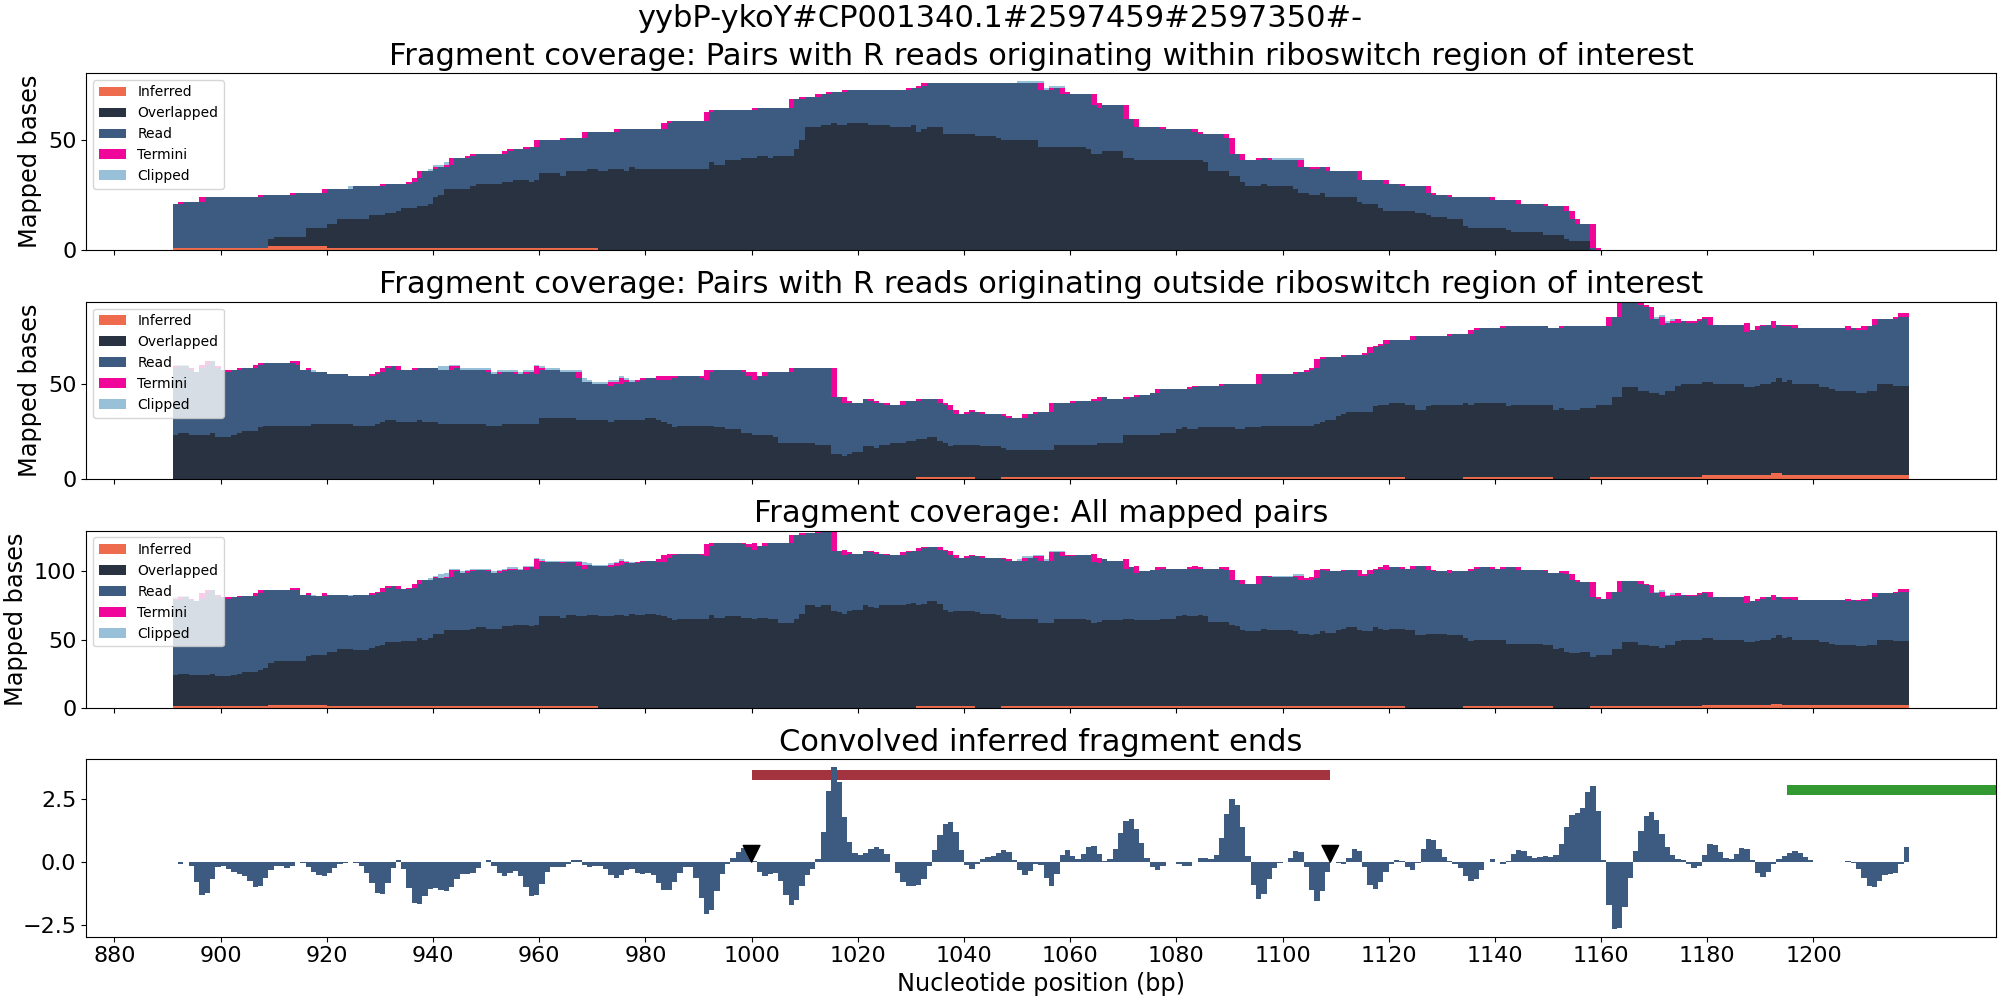 yybP-ykoY#CP001340.1#2597459#2597350#-
Fragment coverage: Pairs with R reads originating within riboswitch region of interest
Mapped bases
50
0
Inferred
Overlapped
Read
Termini
Clipped
Fragment coverage: Pairs with R reads originating outside riboswitch region of interest
Mapped bases
50
0
Inferred
Overlapped
Read
Termini
Clipped
Fragment coverage: All mapped pairs
Mapped bases
100
50
0
Inferred
Overlapped
Read
Termini
Clipped
Convolved inferred fragment ends
2.5
0.0
−2.5
880 900 920 940 960 980 1000 1020 1040 1060 1080 1100 1120 1140 1160 1180 1200
Nucleotide position (bp)